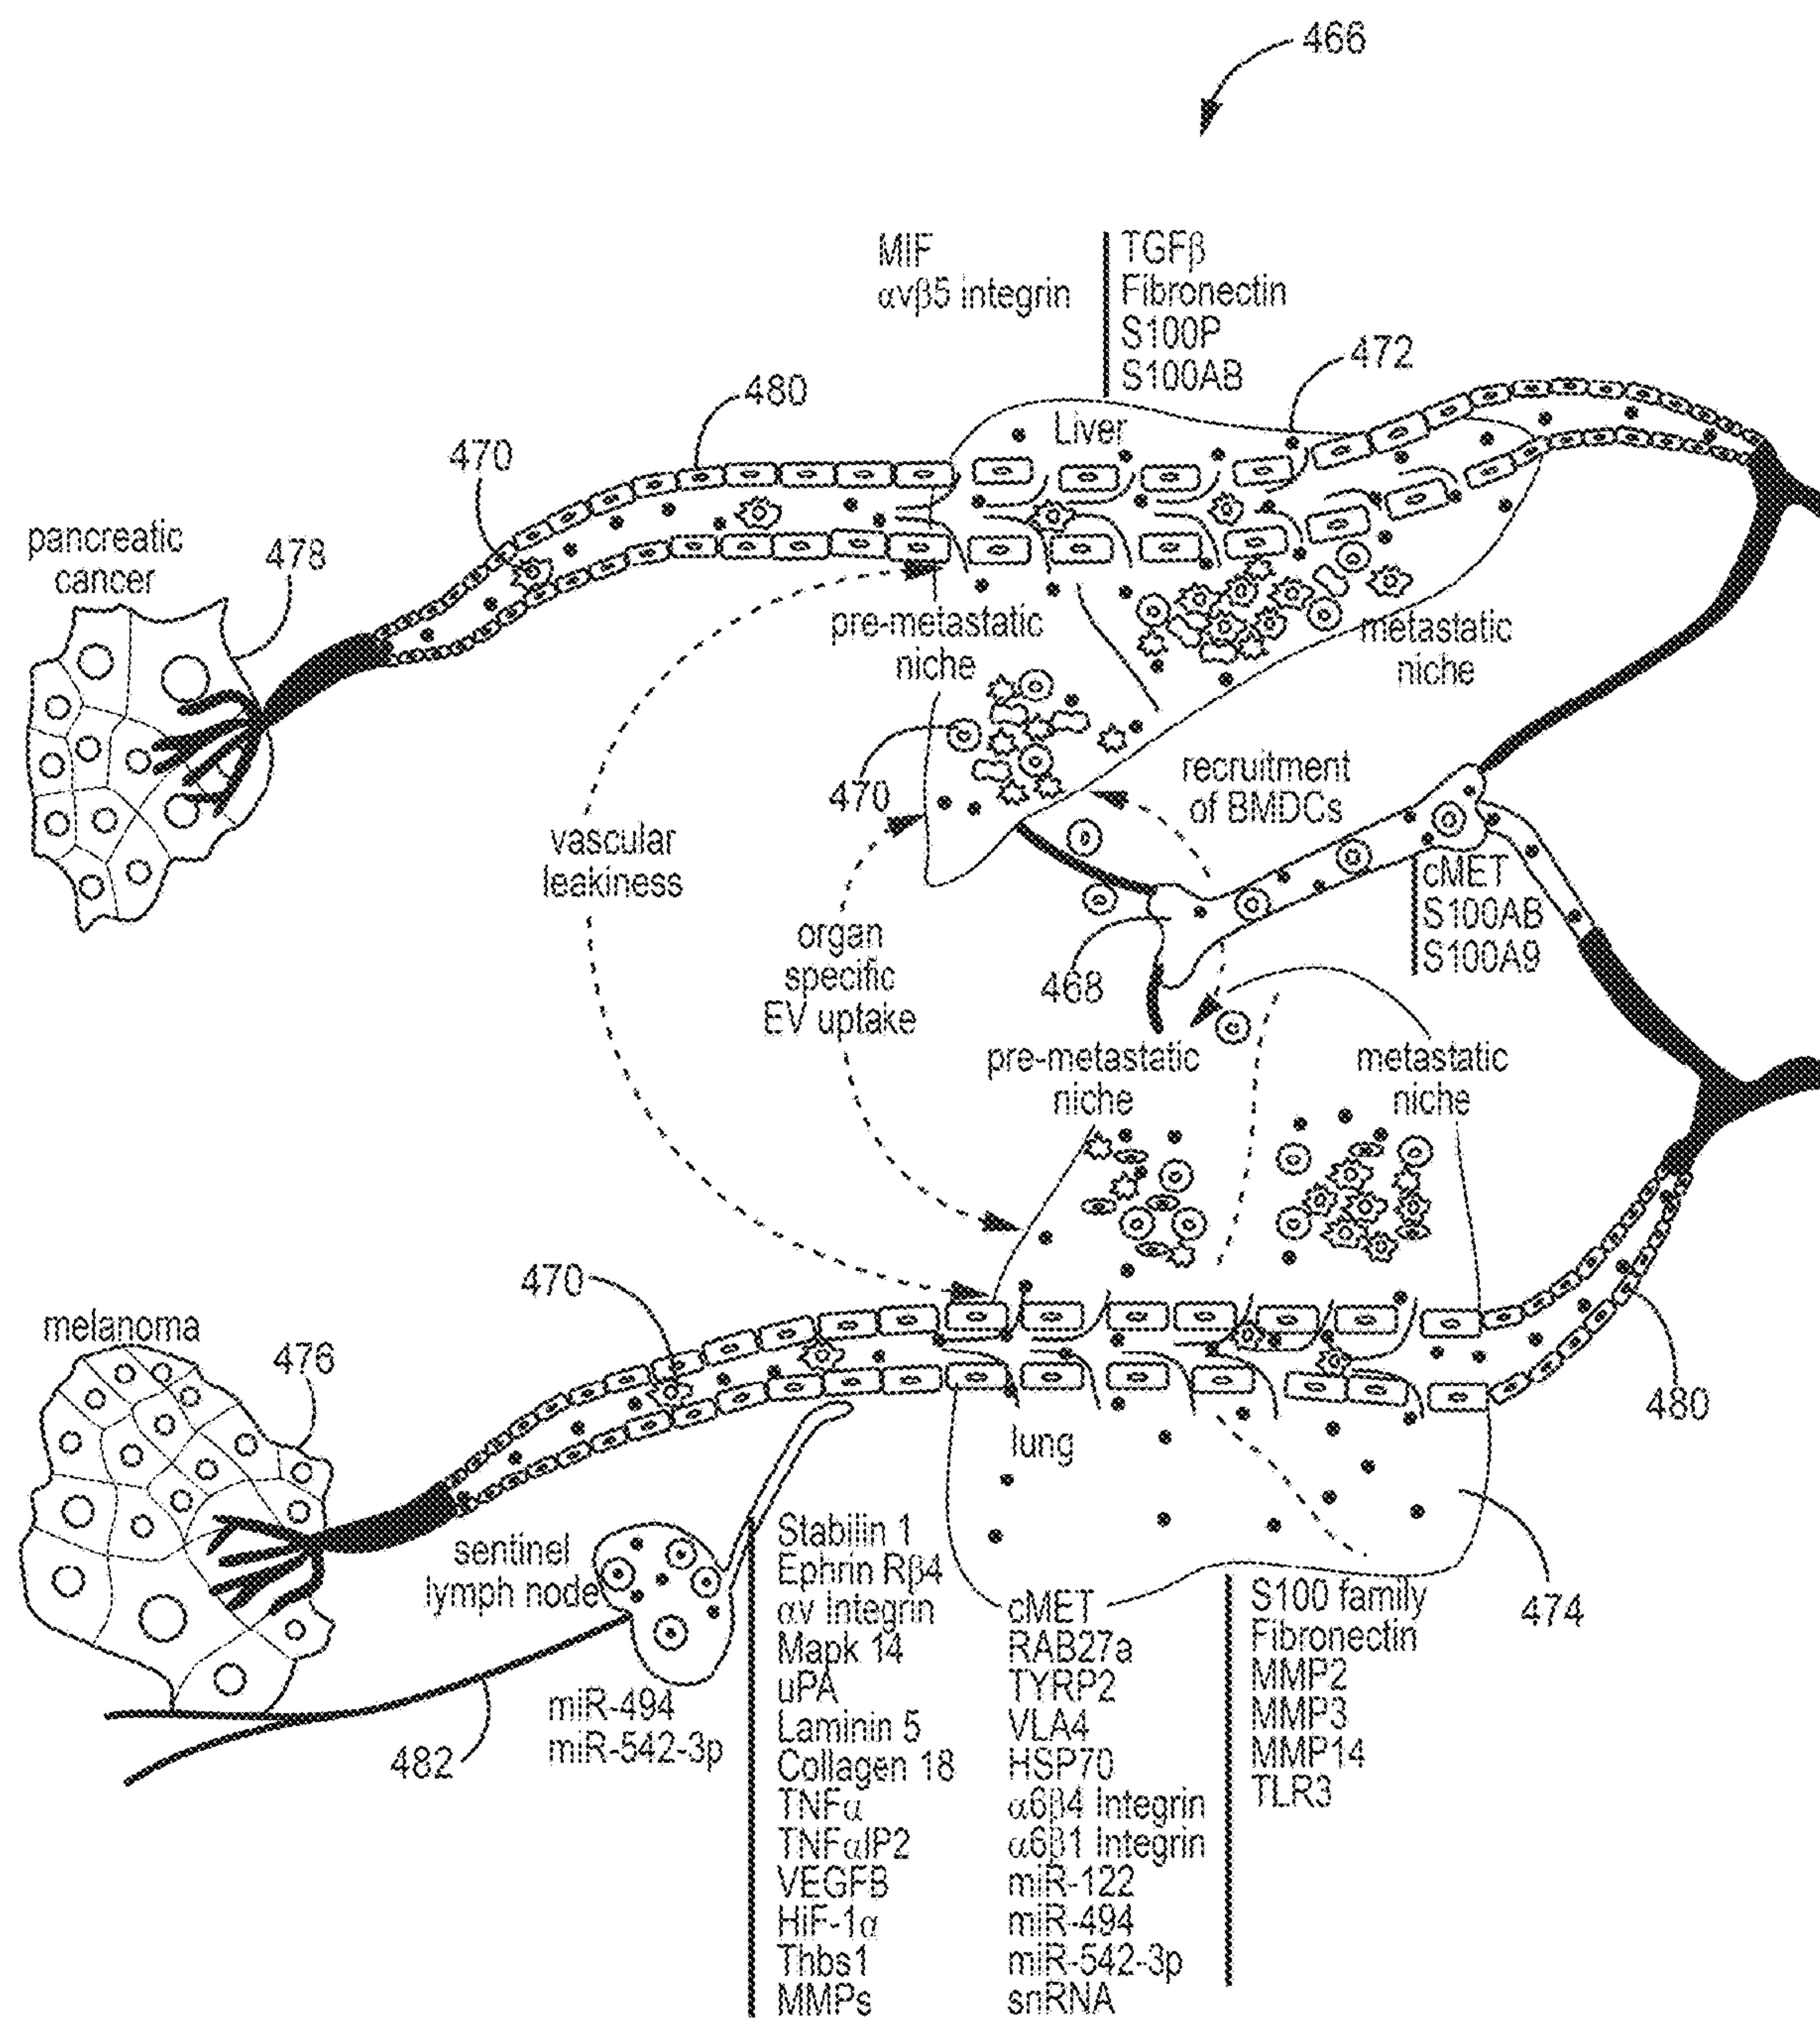 466
MIF
αvβ5 integrin
TGFβ
Fibronectin
S100P
S100AB
472
480
Liver
470
pancreatic
cancer
478
pre-metastatic
niche
metastatic
niche
470
recruitment
of BMDCs
vascular
leakiness
organ
specific
EV uptake
cMET
S100AB
S100A9
468
pre-metastatic
niche
metastatic
niche
470
melanoma
476
480
lung
474
sentinel
lymph node
482
miR-494
miR-542-3p
Stabilin 1
Ephrin Rβ4
αv Integrin
Mapk 14
uPA
Laminin 5
Collagen 18
TNFα
TNFαIP2
VEGFB
HiF-1α
Thbs1
MMPs
cMET
RAB27a
TYRP2
VLA4
HSP70
α6β4 Integrin
α6β1 Integrin
miR-122
miR-494
miR-542-3p
snRNA
S100 family
Fibronectin
MMP2
MMP3
MMP14
TLR3